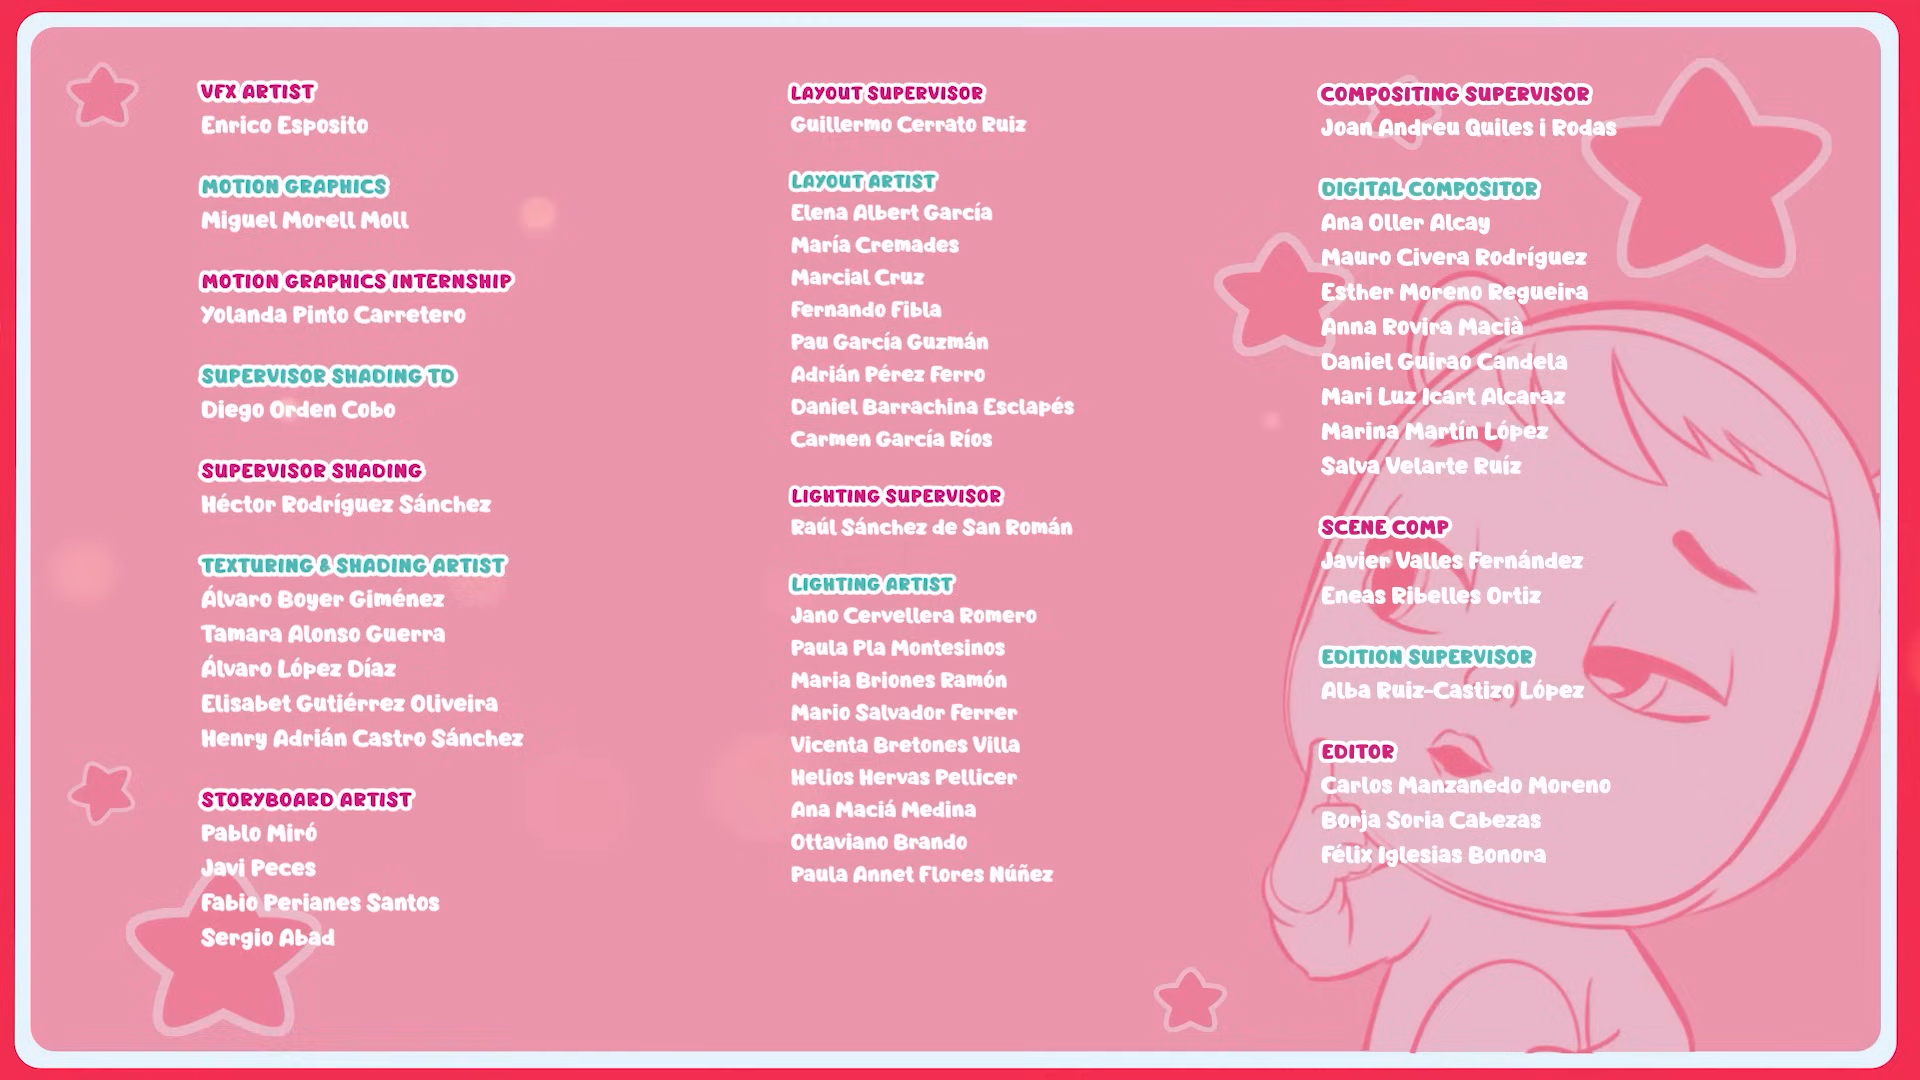 VFX ARTIST
Enrico Esposito
MOTION GRAPHICS
Miguel Morell Moll
MOTION GRAPHICS INTERNSHIP
Yolanda Pinto Carretero
SUPERVISOR SHADING TD
Diego Orden Cobo
SUPERVISOR SHADING
Héctor Rodríguez Sánchez
TEXTURING & SHADING ARTIST
Álvaro Boyer Giménez
Tamara Alonso Guerra
Álvaro López Díaz
Elisabet Gutiérrez Oliveira
Henry Adrián Castro Sánchez
STORYBOARD ARTIST
Pablo Miró
Javi Peces
Fabio Perianes Santos
Sergio Abad
LAYOUT SUPERVISOR
Guillermo Cerrato Ruiz
LAYOUT ARTIST
Elena Albert García
María Cremades
Marcial Cruz
Fernando Fibla
Pau García Guzmán
Adrián Pérez Ferro
Daniel Barrachina Esclapés
Carmen García Ríos
LIGHTING SUPERVISOR
Raúl Sánchez de San Román
LIGHTING ARTIST
Jano Cervellera Romero
Paula Pla Montesinos
Maria Briones Ramón
Mario Salvador Ferrer
Vicenta Bretones Villa
Helios Hervas Pellicer
Ana Maciá Medina
Ottaviano Brando
Paula Annet Flores Núñez
COMPOSITING SUPERVISOR
Joan Andreu Quiles i Rodas
DIGITAL COMPOSITOR
Ana Oller Alcay
Mauro Civera Rodríguez
Esther Moreno Regueira
Anna Rovira Macià
Daniel Guirao Candela
Mari Luz Icart Alcaraz
Marina Martín López
Salva Velarte Ruíz
SCENE COMP
Javier Valles Fernández
Eneas Ribelles Ortiz
EDITION SUPERVISOR
Alba Ruiz-Castizo López
EDITOR
Carlos Manzanedo Moreno
Borja Soria Cabezas
Félix Iglesias Bonora